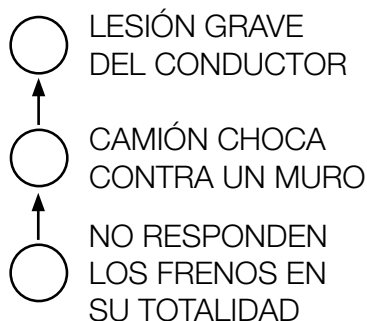 LESIÓN GRAVE
DEL CONDUCTOR
CAMIÓN CHOCA
CONTRA UN MURO
NO RESPONDEN
LOS FRENOS EN
SU TOTALIDAD